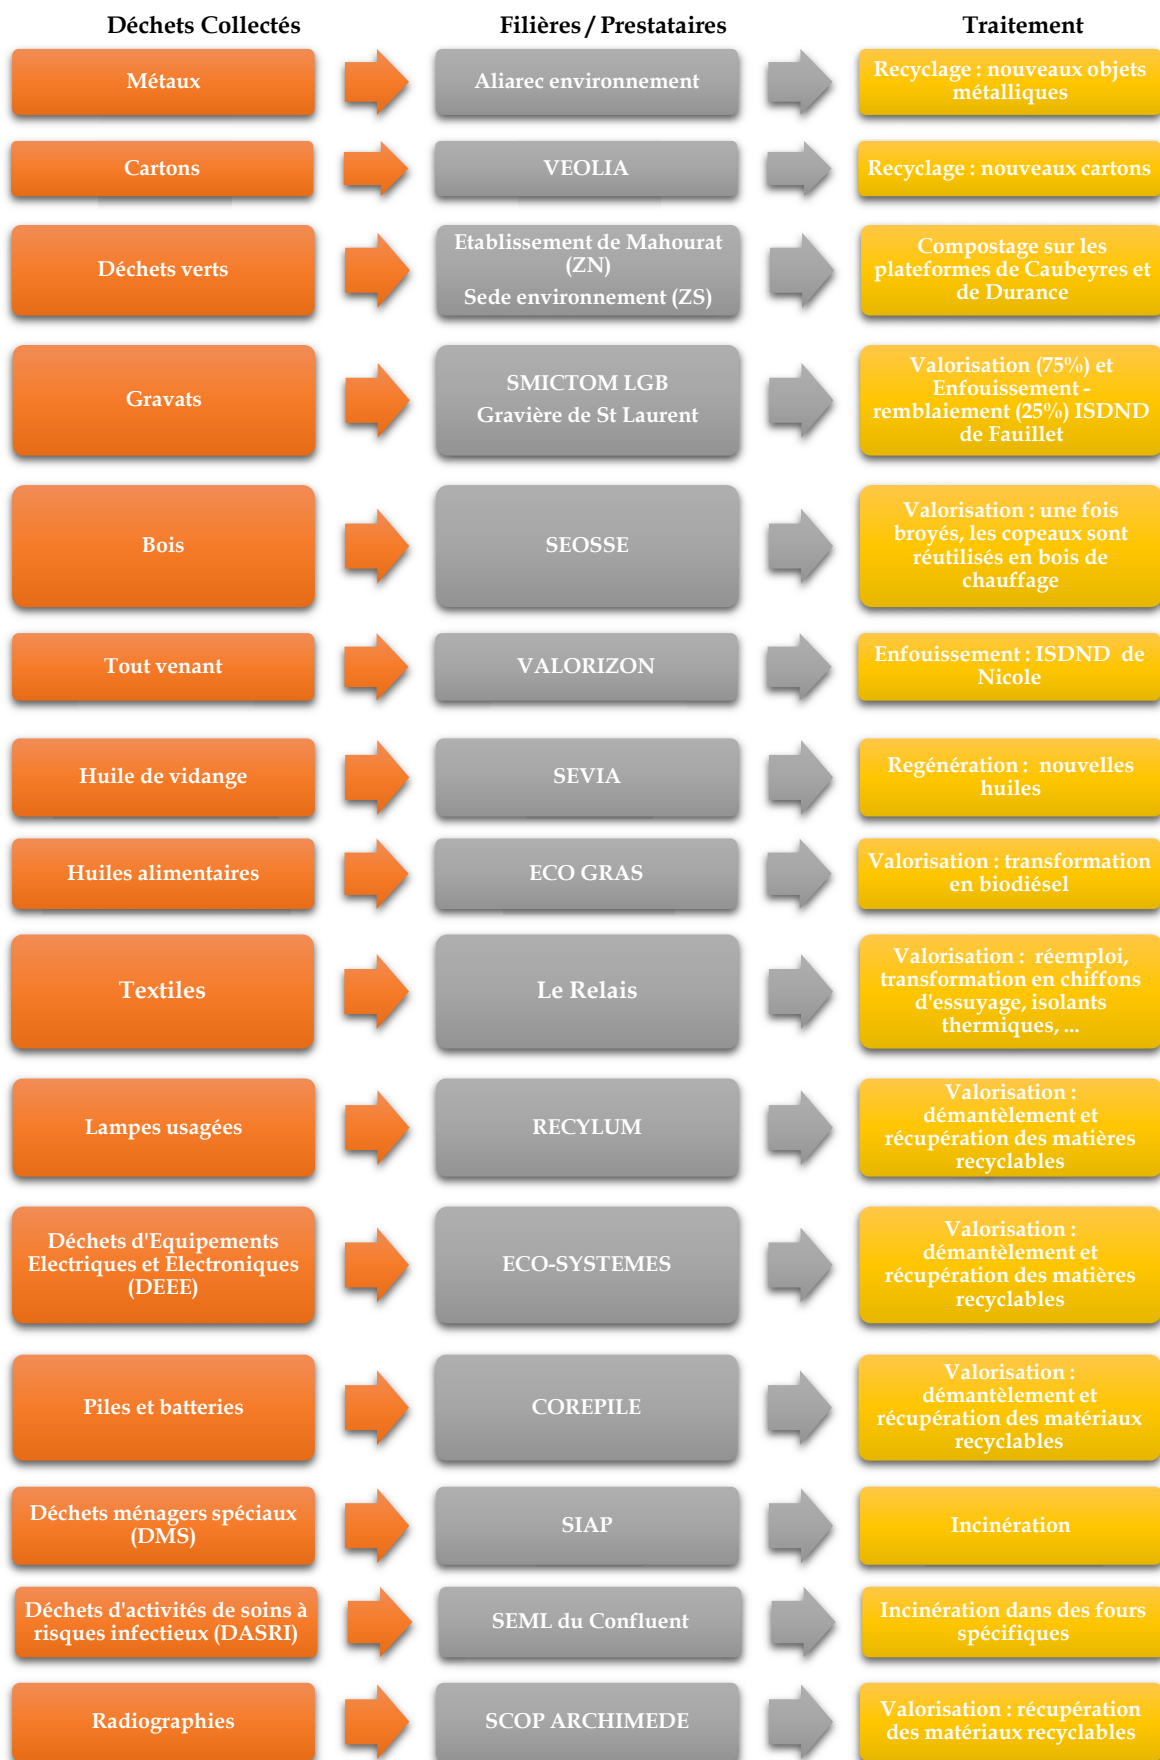 Déchets Collectés
Filières / Prestataires
Traitement
Métaux
Aliarec environnement
Recyclage : nouveaux objets
métalliques
Cartons
VEOLIA
Recyclage : nouveaux cartons
Déchets verts
Etablissement de Mahourat
(ZN)
Sede environnement (ZS)
Compostage sur les
plateformes de Caubeyres et
de Durance
Gravats
SMICTOM LGB
Gravière de St Laurent
Valorisation (75%) et
Enfouissement -
remblaiement (25%) ISDND
de Fauillet
Bois
SEOSSE
Valorisation : une fois
broyés, les copeaux sont
réutilisés en bois de
chauffage
Tout venant
VALORIZON
Enfouissement : ISDND de
Nicole
Huile de vidange
SEVIA
Regénération : nouvelles
huiles
Huiles alimentaires
ECO GRAS
Valorisation : transformation
en biodiésel
Textiles
Le Relais
Valorisation : réemploi,
transformation en chiffons
d'essuyage, isolants
thermiques, ...
Lampes usagées
RECYLUM
Valorisation :
démantèlement et
récupération des matières
recyclables
Déchets d'Equipements
Electriques et Electroniques
(DEEE)
ECO-SYSTEMES
Valorisation :
démantèlement et
récupération des matières
recyclables
Piles et batteries
COREPILE
Valorisation :
démantèlement et
récupération des matériaux
recyclables
Déchets ménagers spéciaux
(DMS)
SIAP
Incinération
Déchets d'activités de soins à
risques infectieux (DASRI)
SEML du Confluent
Incinération dans des fours
spécifiques
Radiographies
SCOP ARCHIMEDE
Valorisation : récupération
des matériaux recyclables